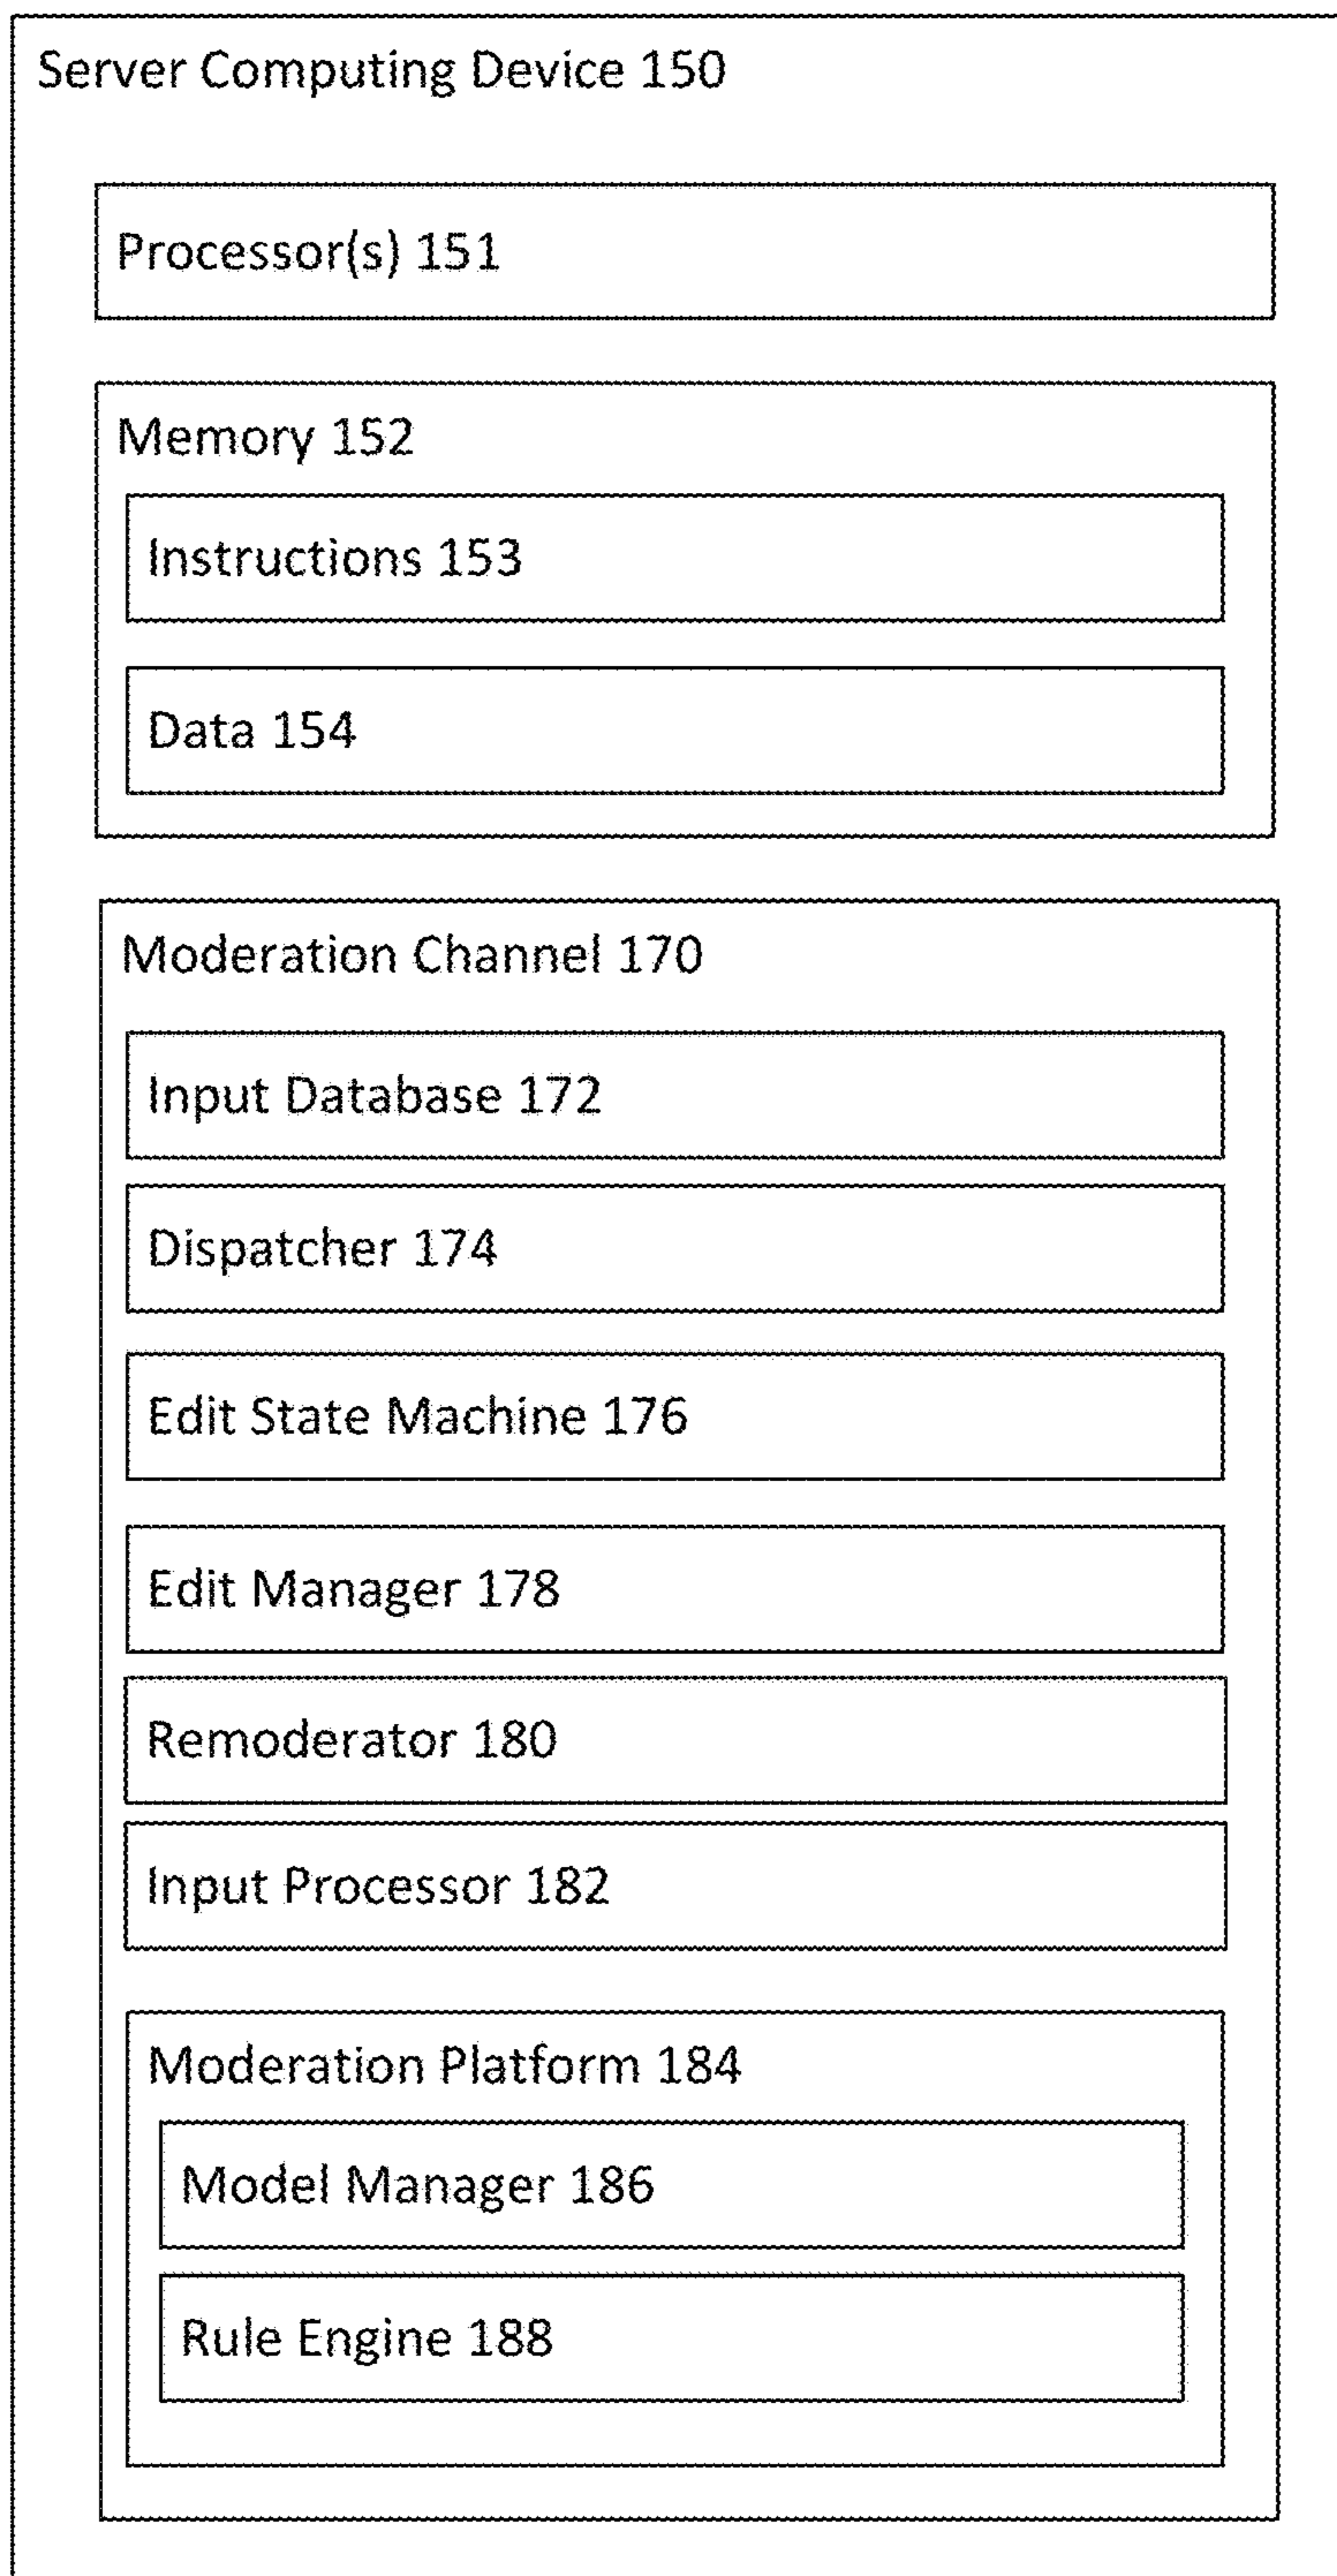 Server Computing Device 150
Processor(s) 151
Memory 152
Instructions 153
Data 154
Moderation Channel 170
Input Database 172
Dispatcher 174
Edit State Machine 176
Edit Manager 178
Remoderator 180
Input Processor 182
Moderation Platform 184
Model Manager 186
Rule Engine 188